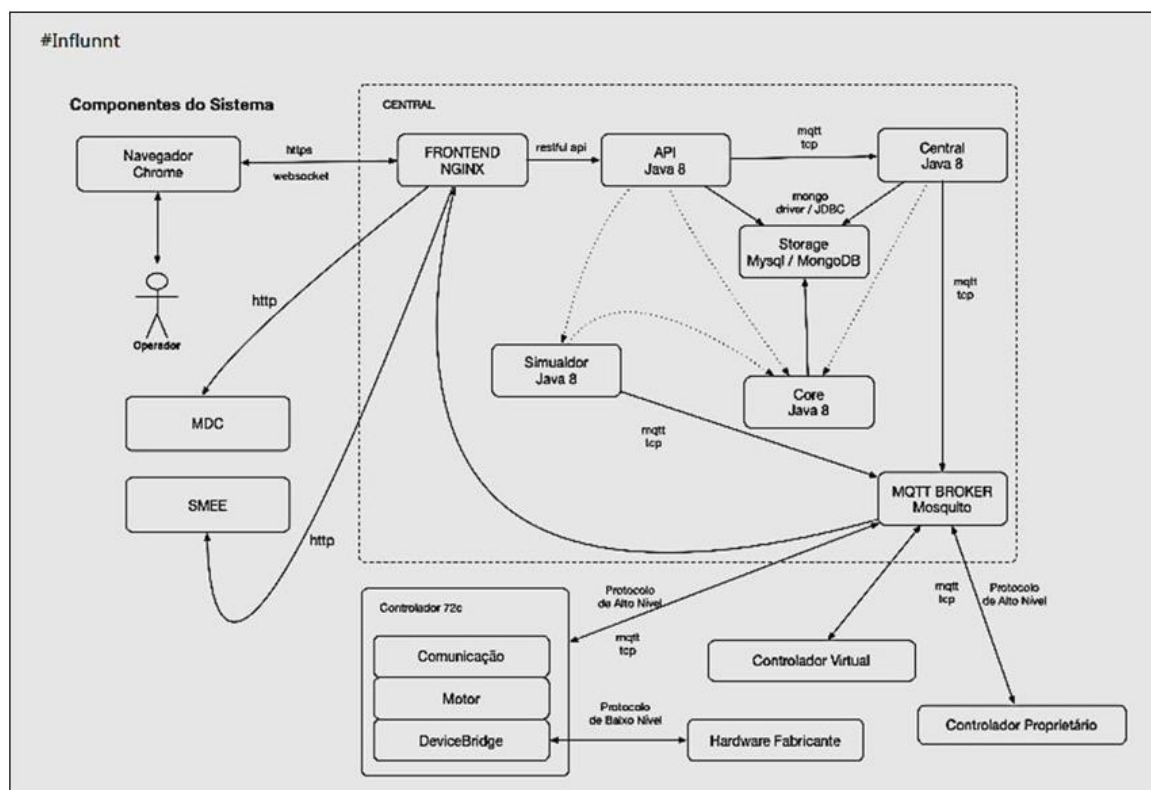 #Influnnt
Componentes do Sistema
CENTRAL
Navegador
Chrome
https
websocket
FRONTEND
NGINX
restful api
API
Java 8
mqtt
tcp
Central
Java 8
mongo
driver / JDBC
Storage
Mysql / MongoDB
mqtt
tcp
Operador
http
Simualdor
Java 8
Core
Java 8
MDC
mqtt
tcp
SMEE
http
MQTT BROKER
Mosquito
Controlador 72c
Protocolo
de Alto Nível
mqtt
tcp
mqtt
tcp
Protocolo
de Alto Nível
Comunicação
Motor
DeviceBridge
Protocolo
de Baixo Nível
Hardware Fabricante
Controlador Virtual
Controlador Proprietário